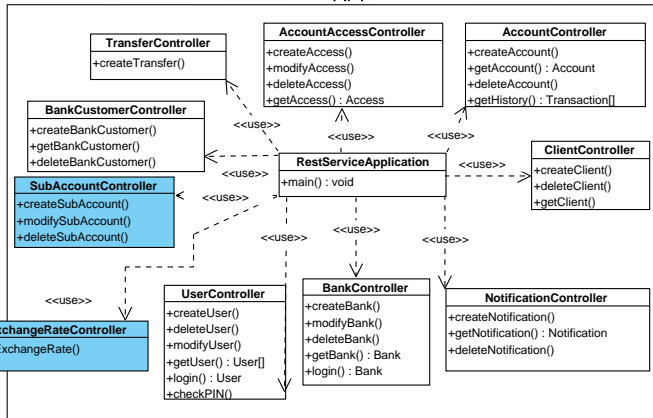 TransferController
+createTransfer()
AccountAccessController
+createAccess()
+modifyAccess()
+deleteAccess()
+getAccess() : Access
AccountController
+createAccount()
+getAccount() : Account
+deleteAccount()
+getHistory() : Transaction[]
BankCustomerController
+createBankCustomer()
+getBankCustomer()
+deleteBankCustomer()
<<use>>
<<use>>
<<use>>
RestServiceApplication
+main() : void
ClientController
+createClient()
+deleteClient()
+getClient()
<<use>>
<<use>>
SubAccountController
+createSubAccount()
+modifySubAccount()
+deleteSubAccount()
<<use>>
<<use>>
<<use>>
<<use>>
<<use>>
xchangeRateController
ExchangeRate()
UserController
+createUser()
+deleteUser()
+modifyUser()
+getUser() : User[]
+login() : User
+checkPIN()
BankController
+createBank()
+modifyBank()
+deleteBank()
+getBank() : Bank
+login() : Bank
NotificationController
+createNotification()
+getNotification() : Notification
+deleteNotification()